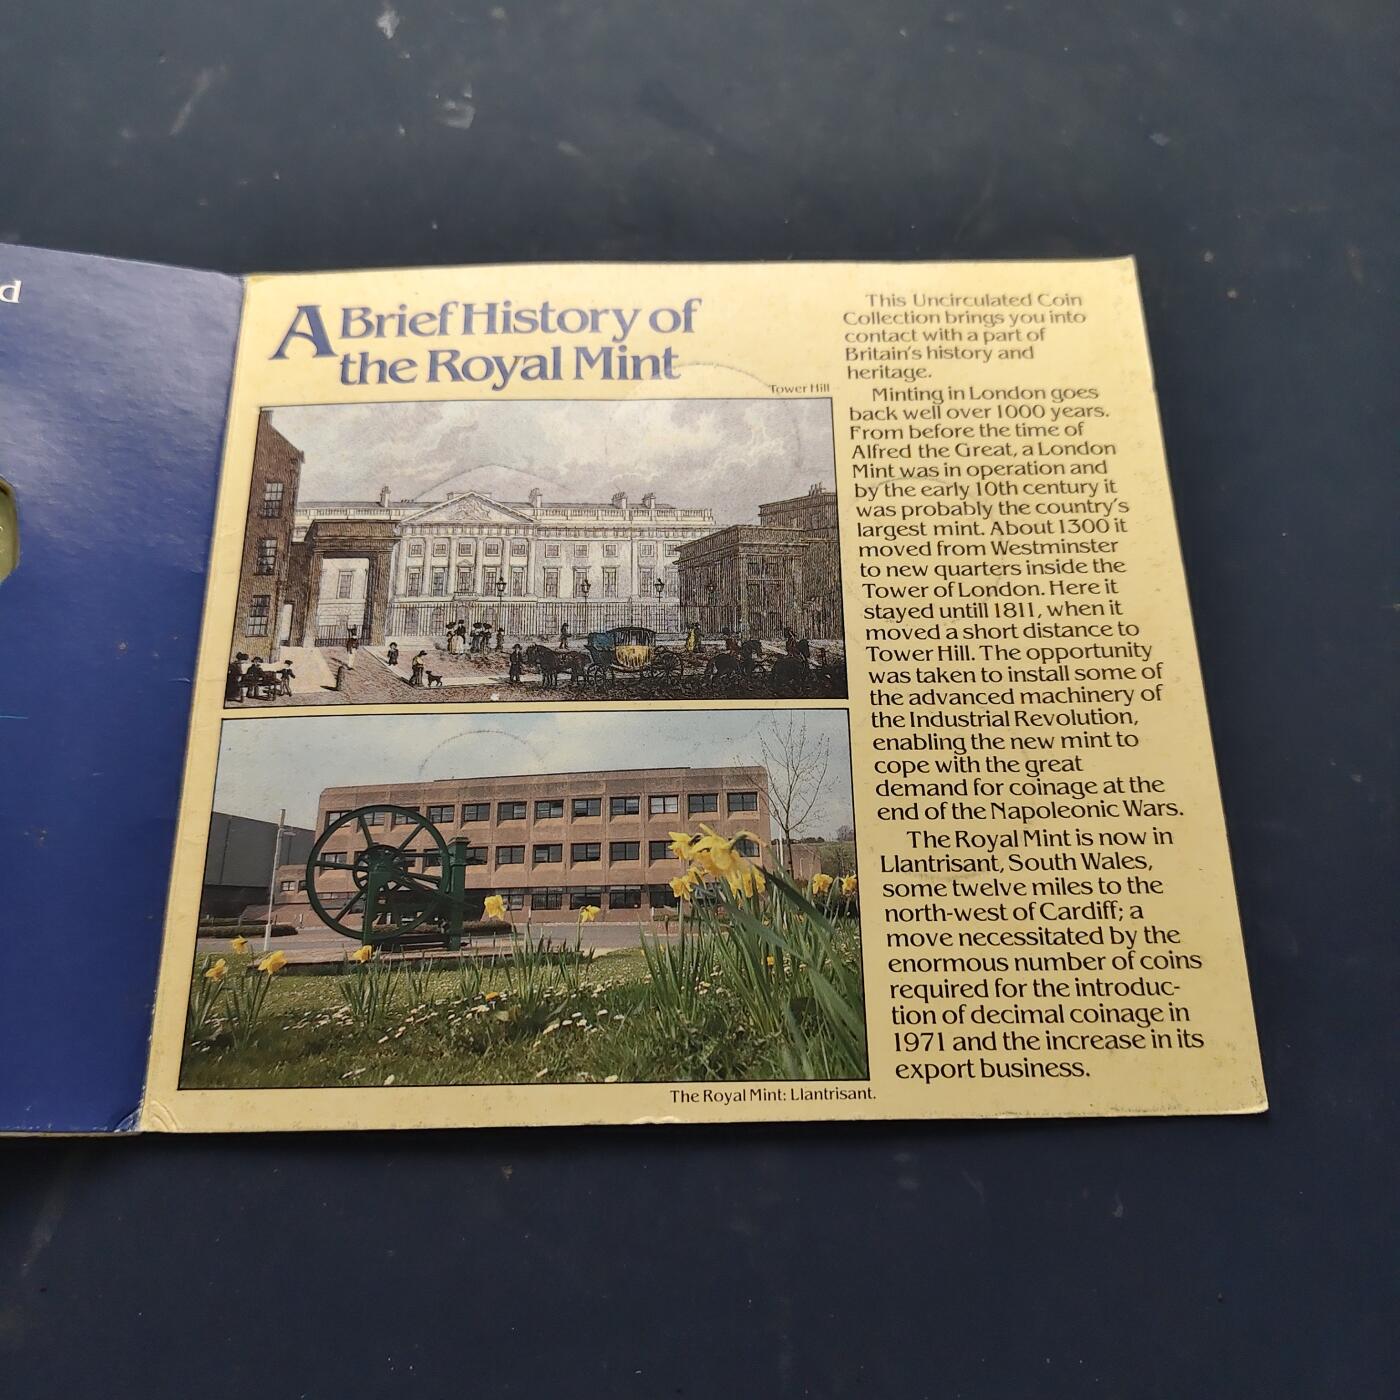 d
A Brief History of
the Royal Mint
Tower Hill
The Royal Mint: Llantrisant.
This Uncirculated Coin
Collection brings you into
contact with a part of
Britain's history and
heritage.
Minting in London goes
back well over 1000 years.
From before the time of
Alfred the Great, a London
Mint was in operation and
by the early 10th century it
was probably the country's
largest mint. About 1300 it
moved from Westminster
to new quarters inside the
Tower of London. Here it
stayed untill 1811, when it
moved a short distance to
Tower Hill. The opportunity
was taken to install some of
the advanced machinery of
the Industrial Revolution,
enabling the new mint to
cope with the great
demand for coinage at the
end of the Napoleonic Wars.
The Royal Mint is now in
Llantrisant, South Wales,
some twelve miles to the
north-west of Cardiff; a
move necessitated by the
enormous number of coins
required for the introduc-
tion of decimal coinage in
1971 and the increase in its
export business.